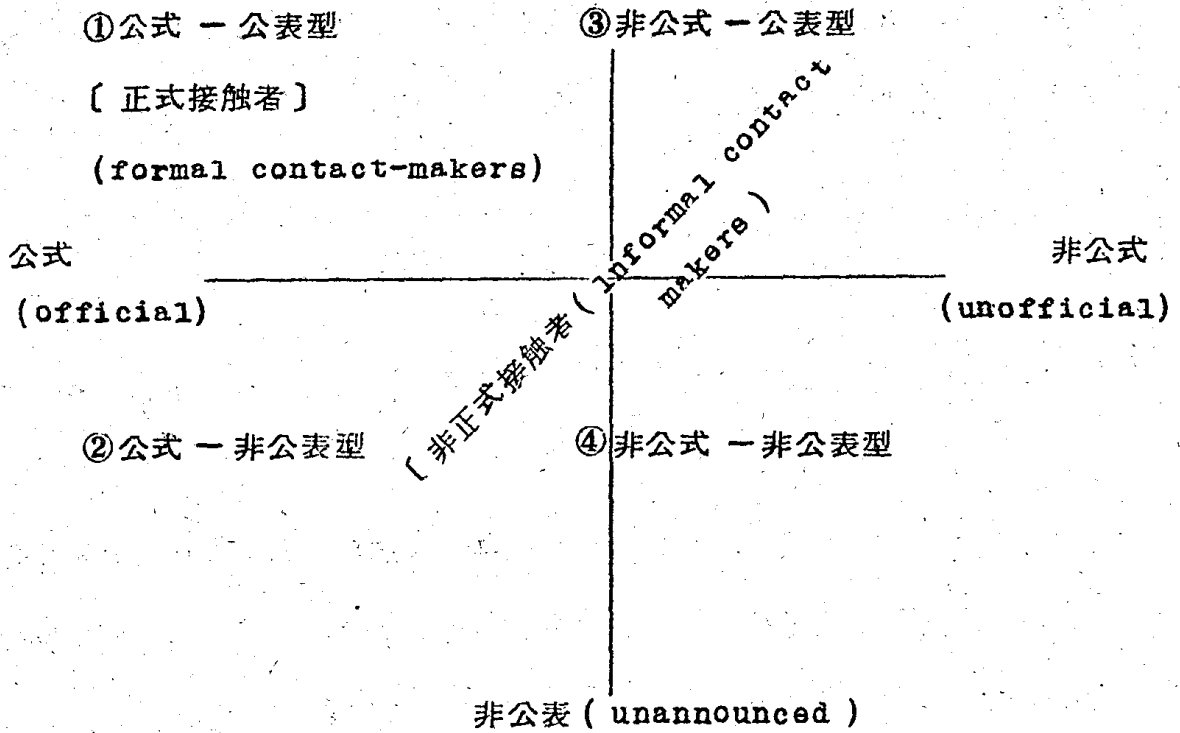 ①公式 ー 公表型
③非公式 ー 公表型
〔 正式接触者 〕
(formal contact-makers)
公式
(official)
非公式
(unofficial)
〔 非正式接触者 ( informal contact
makers )
②公式 ー 非公表型
④非公式 ー 非公表型
非公表 ( unannounced )